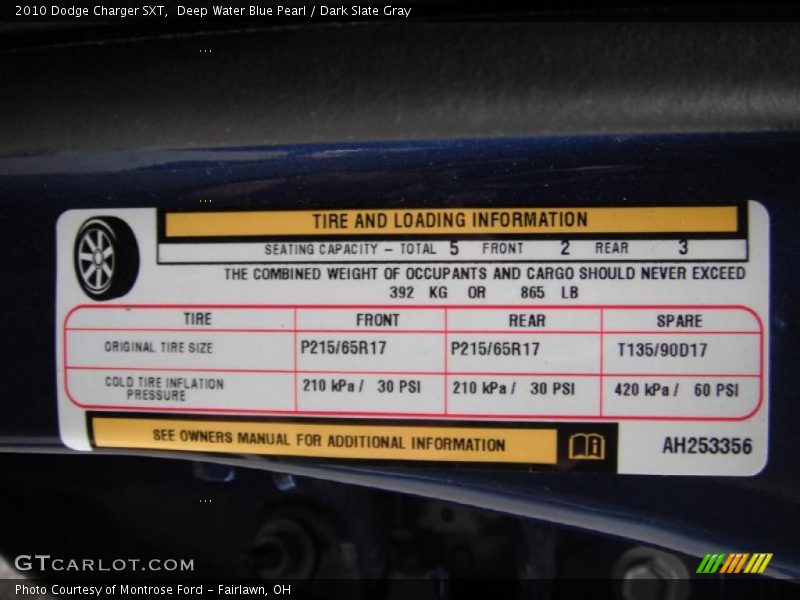 2010 Dodge Charger SXT,  Deep Water Blue Pearl / Dark Slate Gray
TIRE AND LOADING INFORMATION
SEATING CAPACITY – TOTAL 5 FRONT 2 REAR 3
THE COMBINED WEIGHT OF OCCUPANTS AND CARGO SHOULD NEVER EXCEED
392 KG OR 865 LB
TIRE FRONT REAR SPARE
ORIGINAL TIRE SIZE P215/65R17 P215/65R17 T135/90D17
COLD TIRE INFLATION
PRESSURE 210 kPa / 30 PSI 210 kPa / 30 PSI 420 kPa / 60 PSI
SEE OWNERS MANUAL FOR ADDITIONAL INFORMATION
AH253356
GTCARLOT.COM
Photo Courtesy of Montrose Ford – Fairlawn, OH